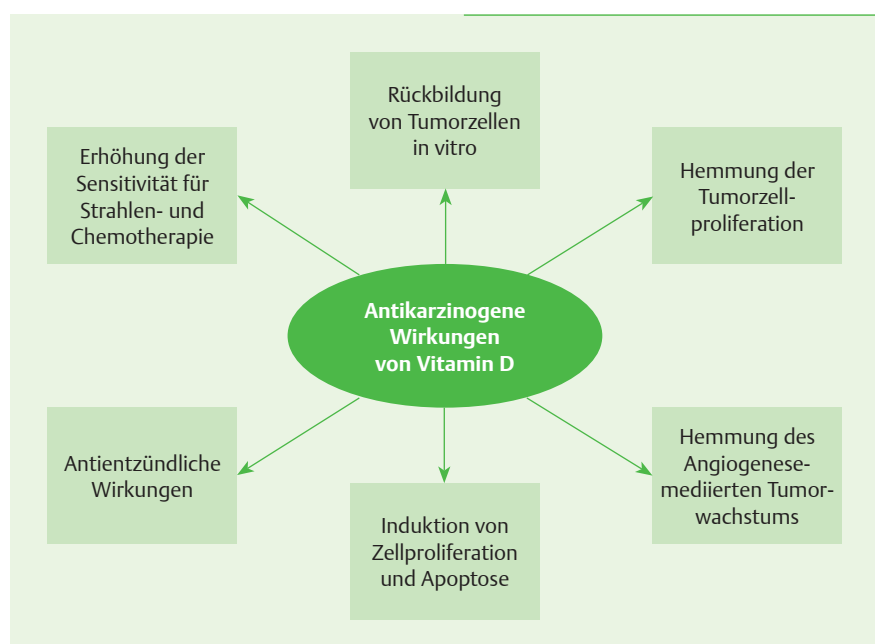 Rückbildung
von Tumorzellen
in vitro
Erhöhung der
Sensitivität für
Strahlen- und
Chemotherapie
Hemmung der
Tumorzell-
proliferation
Antikarzinogene
Wirkungen
von Vitamin D
Antientzündliche
Wirkungen
Hemmung des
Angiogenese-
mediierten Tumor-
wachstums
Induktion von
Zellproliferation
und Apoptose